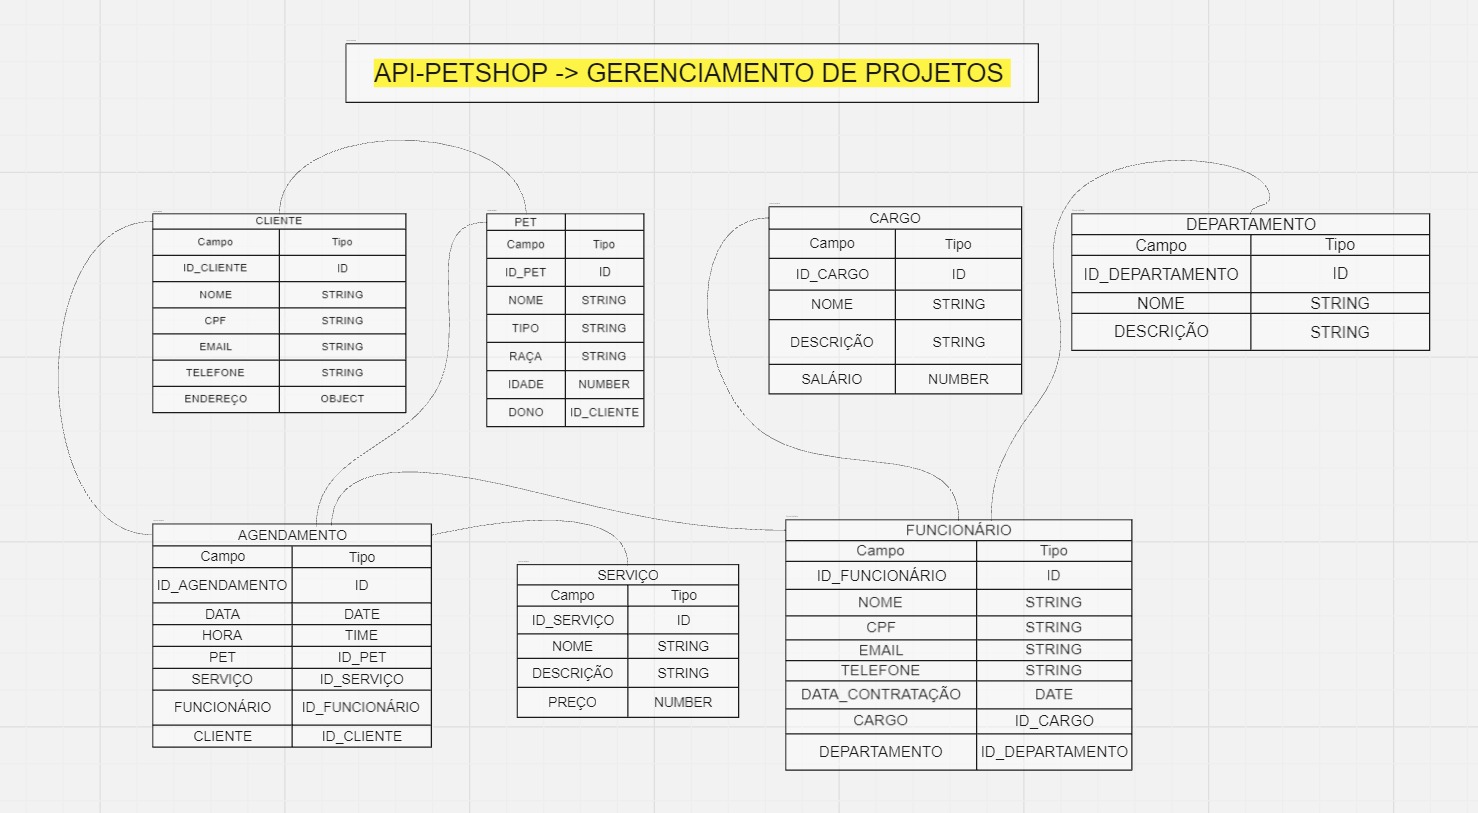 API-PETSHOP -> GERENCIAMENTO DE PROJETOS
CLIENTE
Campo Tipo
ID_CLIENTE ID
NOME STRING
CPF STRING
EMAIL STRING
TELEFONE STRING
ENDEREÇO OBJECT
PET
Campo Tipo
ID_PET ID
NOME STRING
TIPO STRING
RAÇA STRING
IDADE NUMBER
DONO ID_CLIENTE
CARGO
Campo Tipo
ID_CARGO ID
NOME STRING
DESCRIÇÃO STRING
SALÁRIO NUMBER
DEPARTAMENTO
Campo Tipo
ID_DEPARTAMENTO ID
NOME STRING
DESCRIÇÃO STRING
AGENDAMENTO
Campo Tipo
ID_AGENDAMENTO ID
DATA DATE
HORA TIME
PET ID_PET
SERVIÇO ID_SERVIÇO
FUNCIONÁRIO ID_FUNCIONÁRIO
CLIENTE ID_CLIENTE
SERVIÇO
Campo Tipo
ID_SERVIÇO ID
NOME STRING
DESCRIÇÃO STRING
PREÇO NUMBER
FUNCIONÁRIO
Campo Tipo
ID_FUNCIONÁRIO ID
NOME STRING
CPF STRING
EMAIL STRING
TELEFONE STRING
DATA_CONTRATAÇÃO DATE
CARGO ID_CARGO
DEPARTAMENTO ID_DEPARTAMENTO